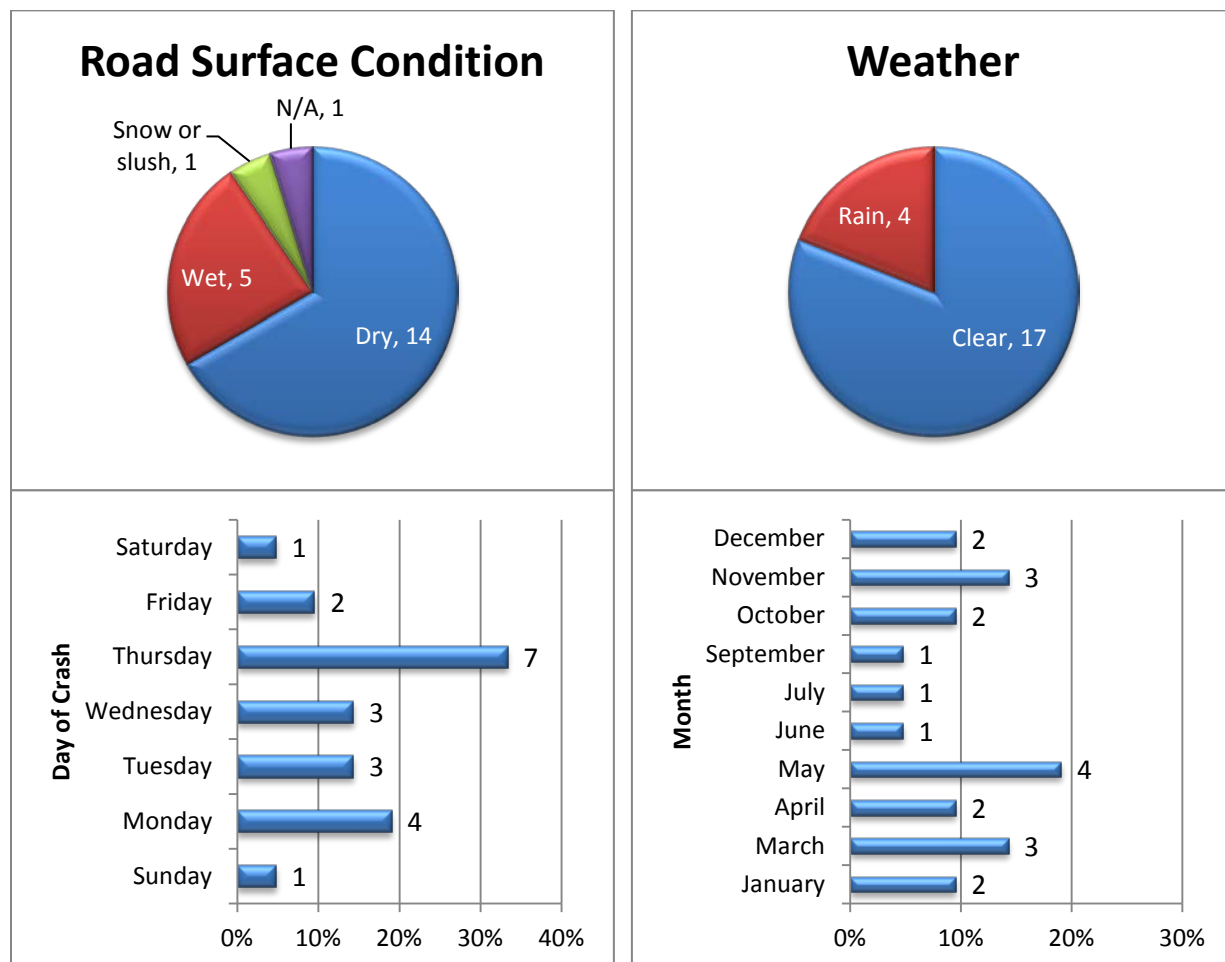 Road Surface Condition
N/A, 1
Snow or
slush, 1
Wet, 5
Dry, 14
Weather
Rain, 4
Clear, 17
Day of Crash
Saturday 1
Friday 2
Thursday 7
Wednesday 3
Tuesday 3
Monday 4
Sunday 1
0% 10% 20% 30% 40%
Month
December 2
November 3
October 2
September 1
July 1
June 1
May 4
April 2
March 3
January 2
0% 10% 20% 30%